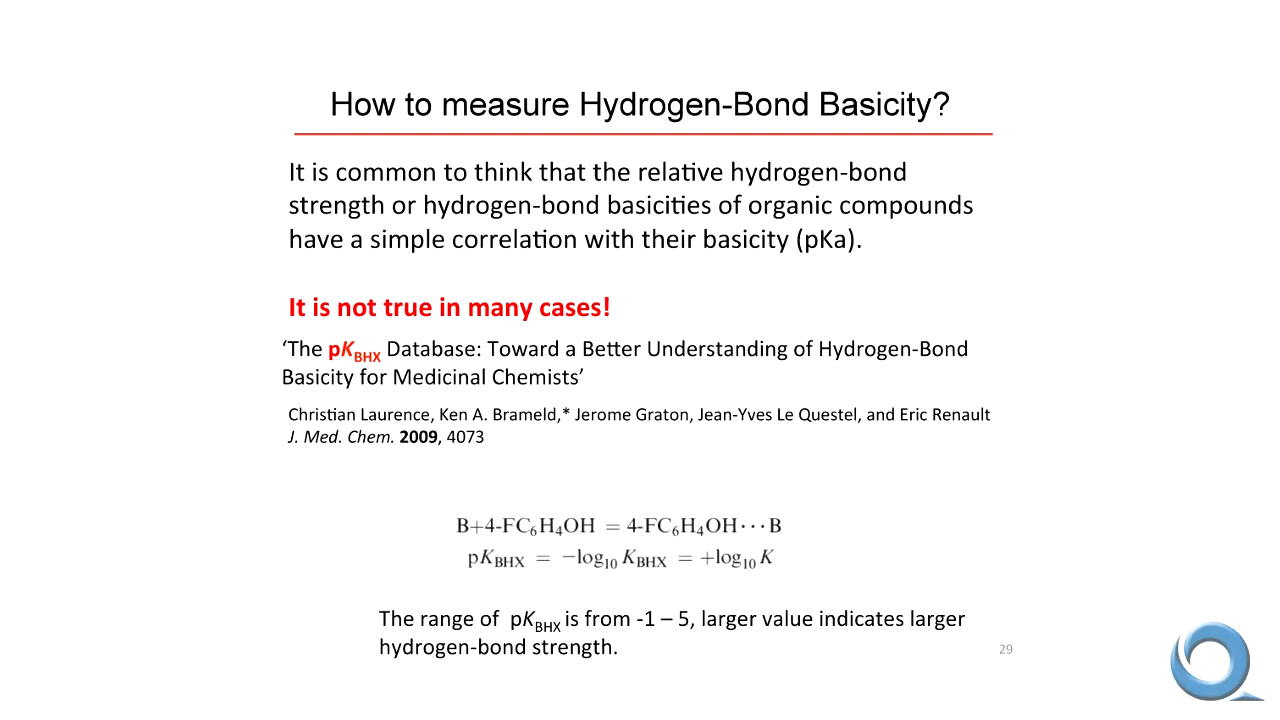 How to measure Hydrogen-Bond Basicity?
It is common to think that the relative hydrogen-bond
strength or hydrogen-bond basicities of organic compounds
have a simple correlation with their basicity (pKa).
It is not true in many cases!
‘The pKBHX Database: Toward a Better Understanding of Hydrogen-Bond
Basicity for Medicinal Chemists’
Christian Laurence, Ken A. Brameld,* Jerome Graton, Jean-Yves Le Questel, and Eric Renault
J. Med. Chem. 2009, 4073
B+4-FC₆H₄OH = 4-FC₆H₄OH···B
pKBHX = −log₁₀ KBHX = +log₁₀ K
The range of pKBHX is from -1 – 5, larger value indicates larger
hydrogen-bond strength.
29